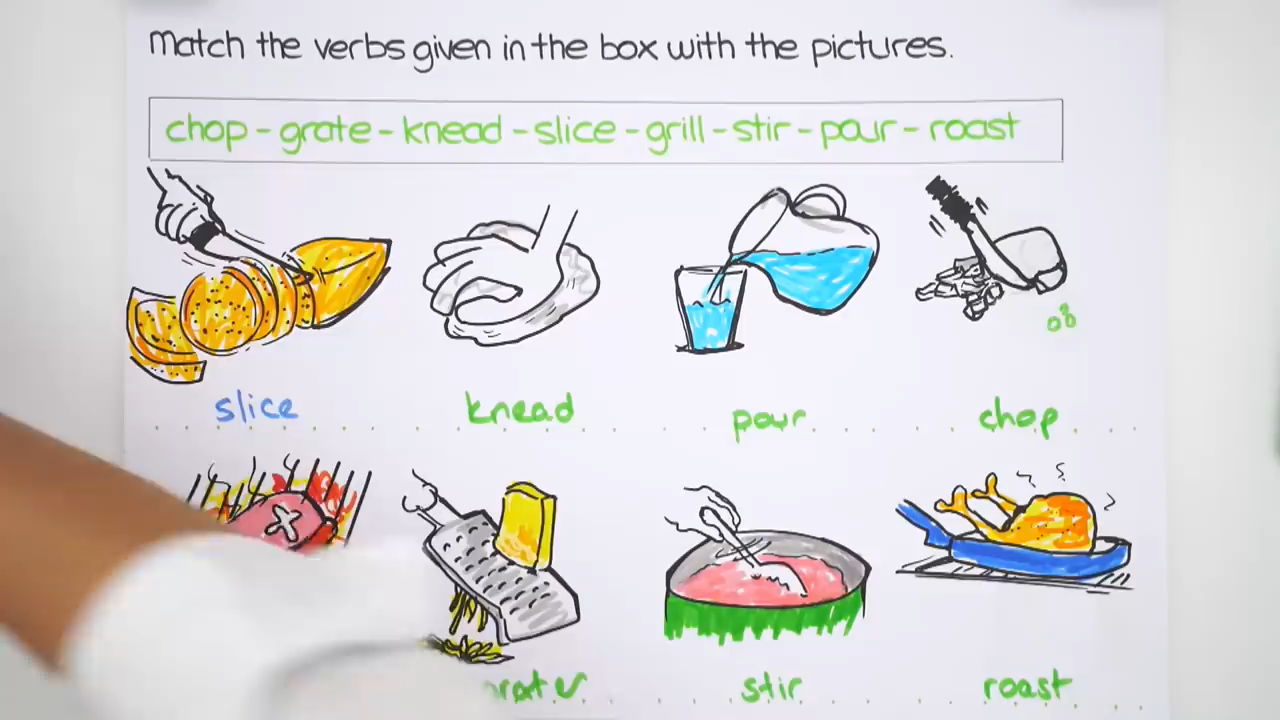 Match the verbs given in the box with the pictures.
chop - grate - knead - slice - grill - stir - pour - roast
slice knead pour chop
stir roast